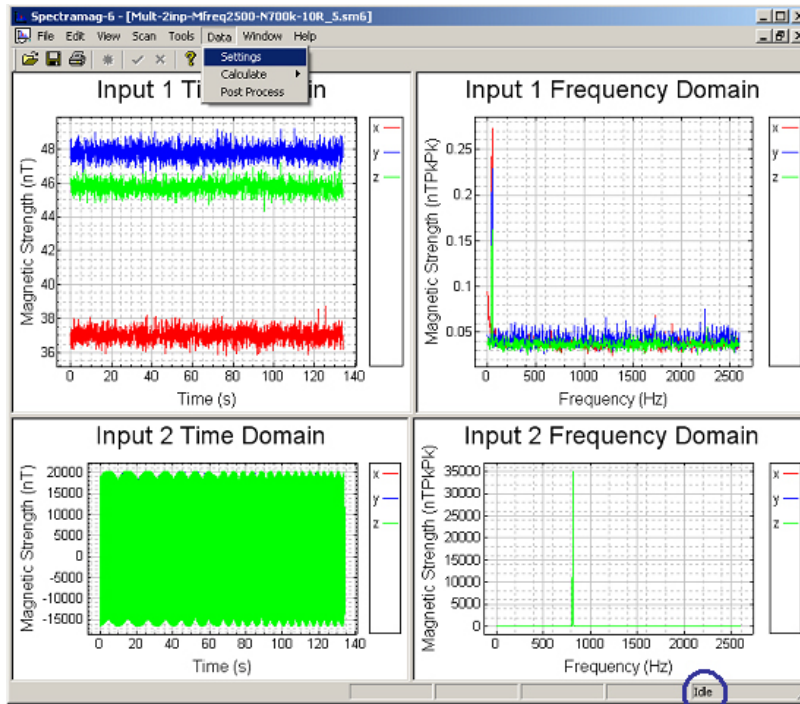 Spectramag-6 - [Mult-2inp-Mfreq2500-N700k-10R_S.sm6]
File Edit View Scan Tools Data Window Help
Settings
Calculate
Post Process
Input 1 Ti
in
Magnetic Strength (nT)
48
46
44
42
40
38
36
0 20 40 60 80 100 120 140
Time (s)
x
y
z
Input 1 Frequency Domain
Magnetic Strength (nTPkPk)
0.25
0.2
0.15
0.1
0.05
0 500 1000 1500 2000 2500
Frequency (Hz)
x
y
z
Input 2 Time Domain
Magnetic Strength (nT)
20000
15000
10000
5000
0
-5000
-10000
-15000
0 20 40 60 80 100 120 140
Time (s)
x
y
z
Input 2 Frequency Domain
Magnetic Strength (nTPkPk)
35000
30000
25000
20000
15000
10000
5000
0
0 500 1000 1500 2000 2500
Frequency (Hz)
x
y
z
Idle